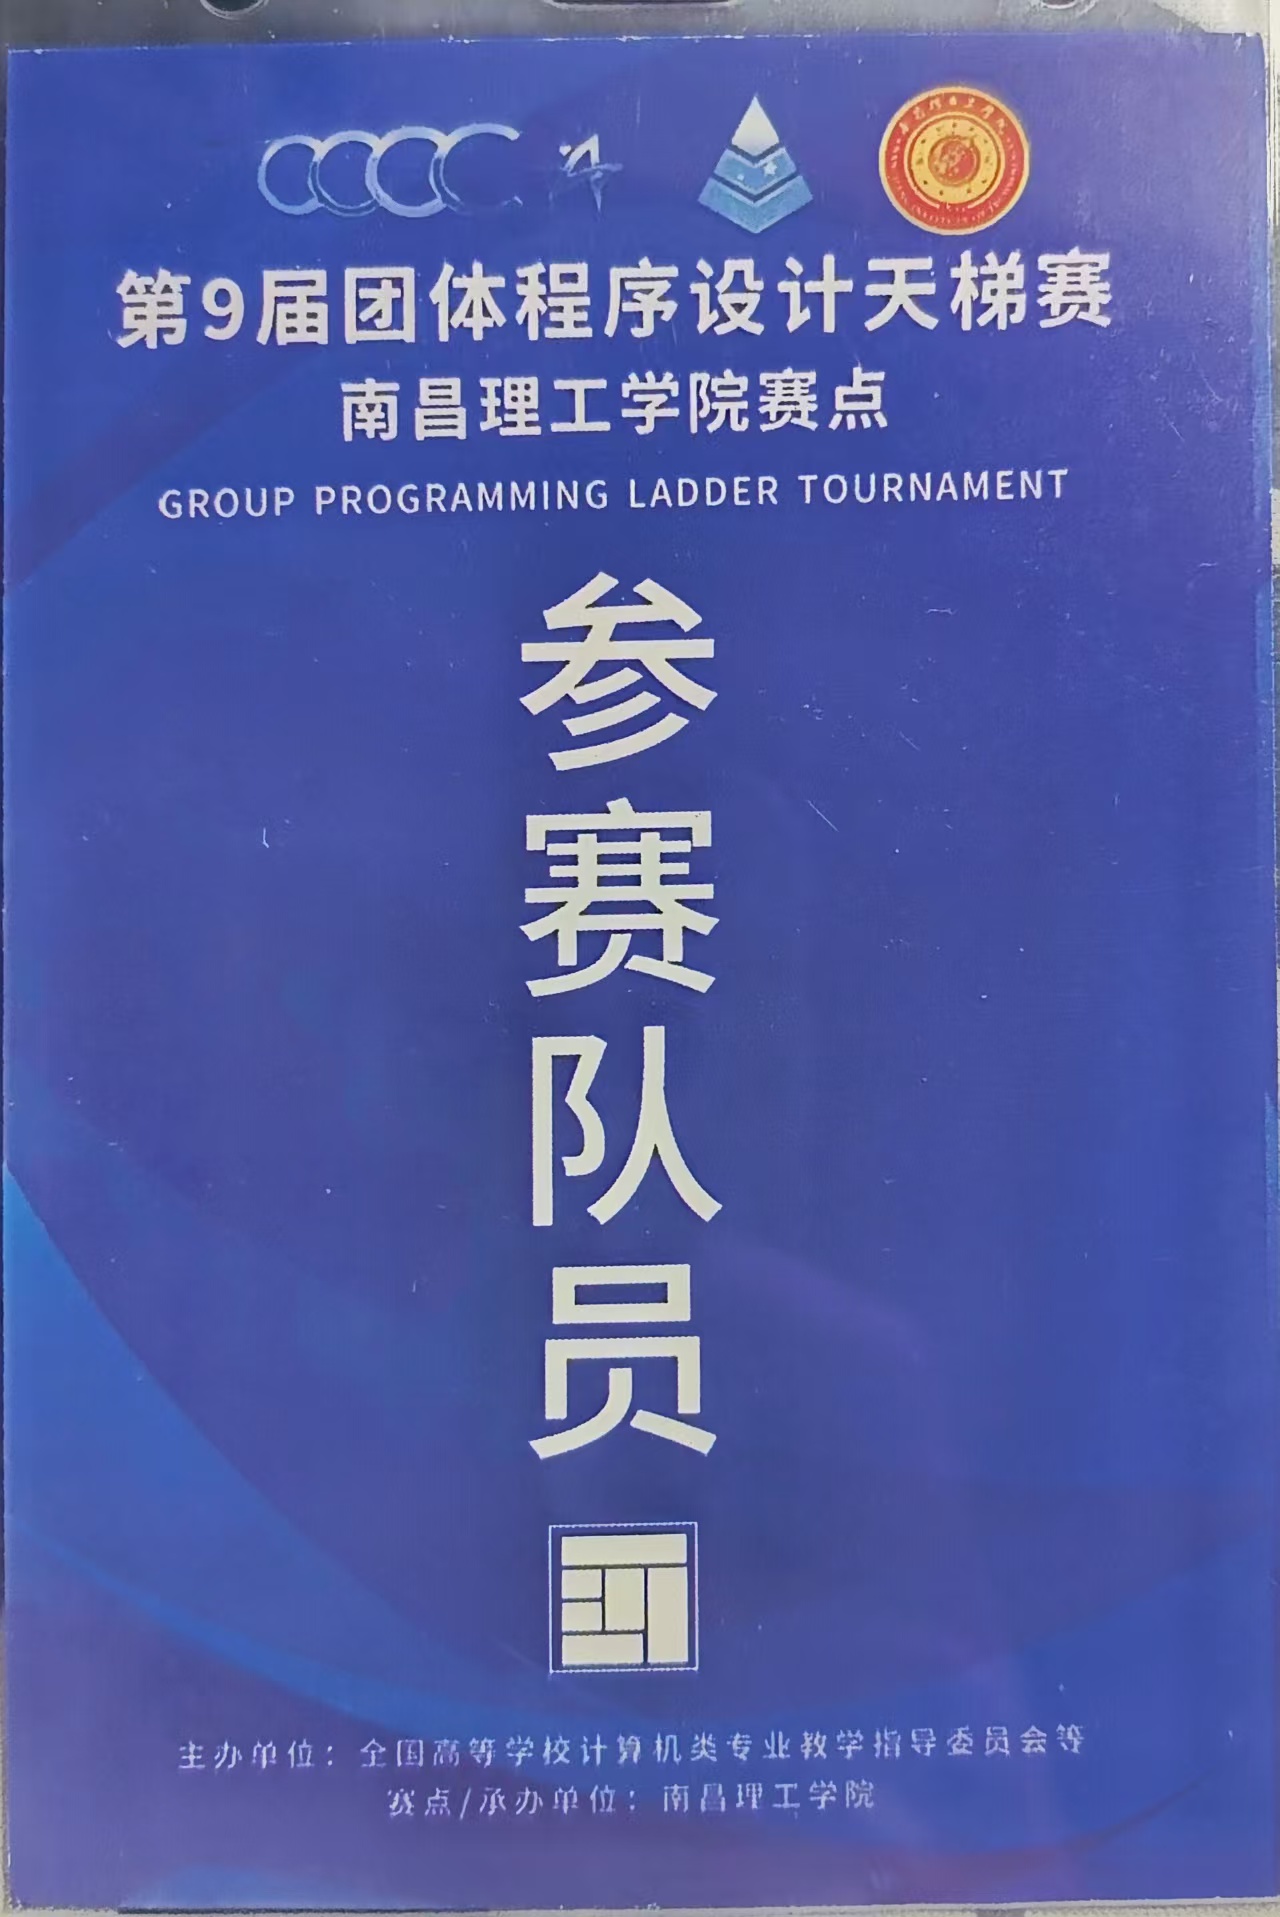 第9届团体程序设计天梯赛
南昌理工学院赛点
GROUP PROGRAMMING LADDER TOURNAMENT
参
赛
队
员
主办单位：全国高等学校计算机类专业教学指导委员会等
赛点/承办单位：南昌理工学院